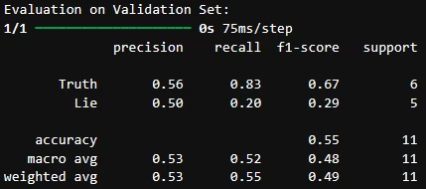 Evaluation on Validation Set:
1/1 ━━━━━━━━━━━━━━━━━━━━ 0s 75ms/step
precision recall f1-score support
Truth 0.56 0.83 0.67 6
Lie 0.50 0.20 0.29 5
accuracy 0.55 11
macro avg 0.53 0.52 0.48 11
weighted avg 0.53 0.55 0.49 11